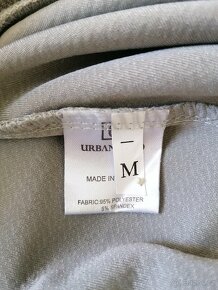 URBAN
M
MADE IN
FABRIC:95% POLYESTER
5% SPANDEX